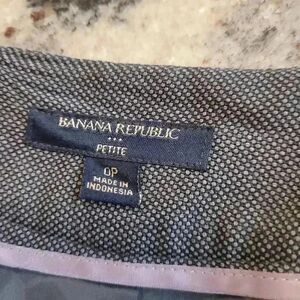 BANANA REPUBLIC
PETITE
0P
MADE IN
INDONESIA